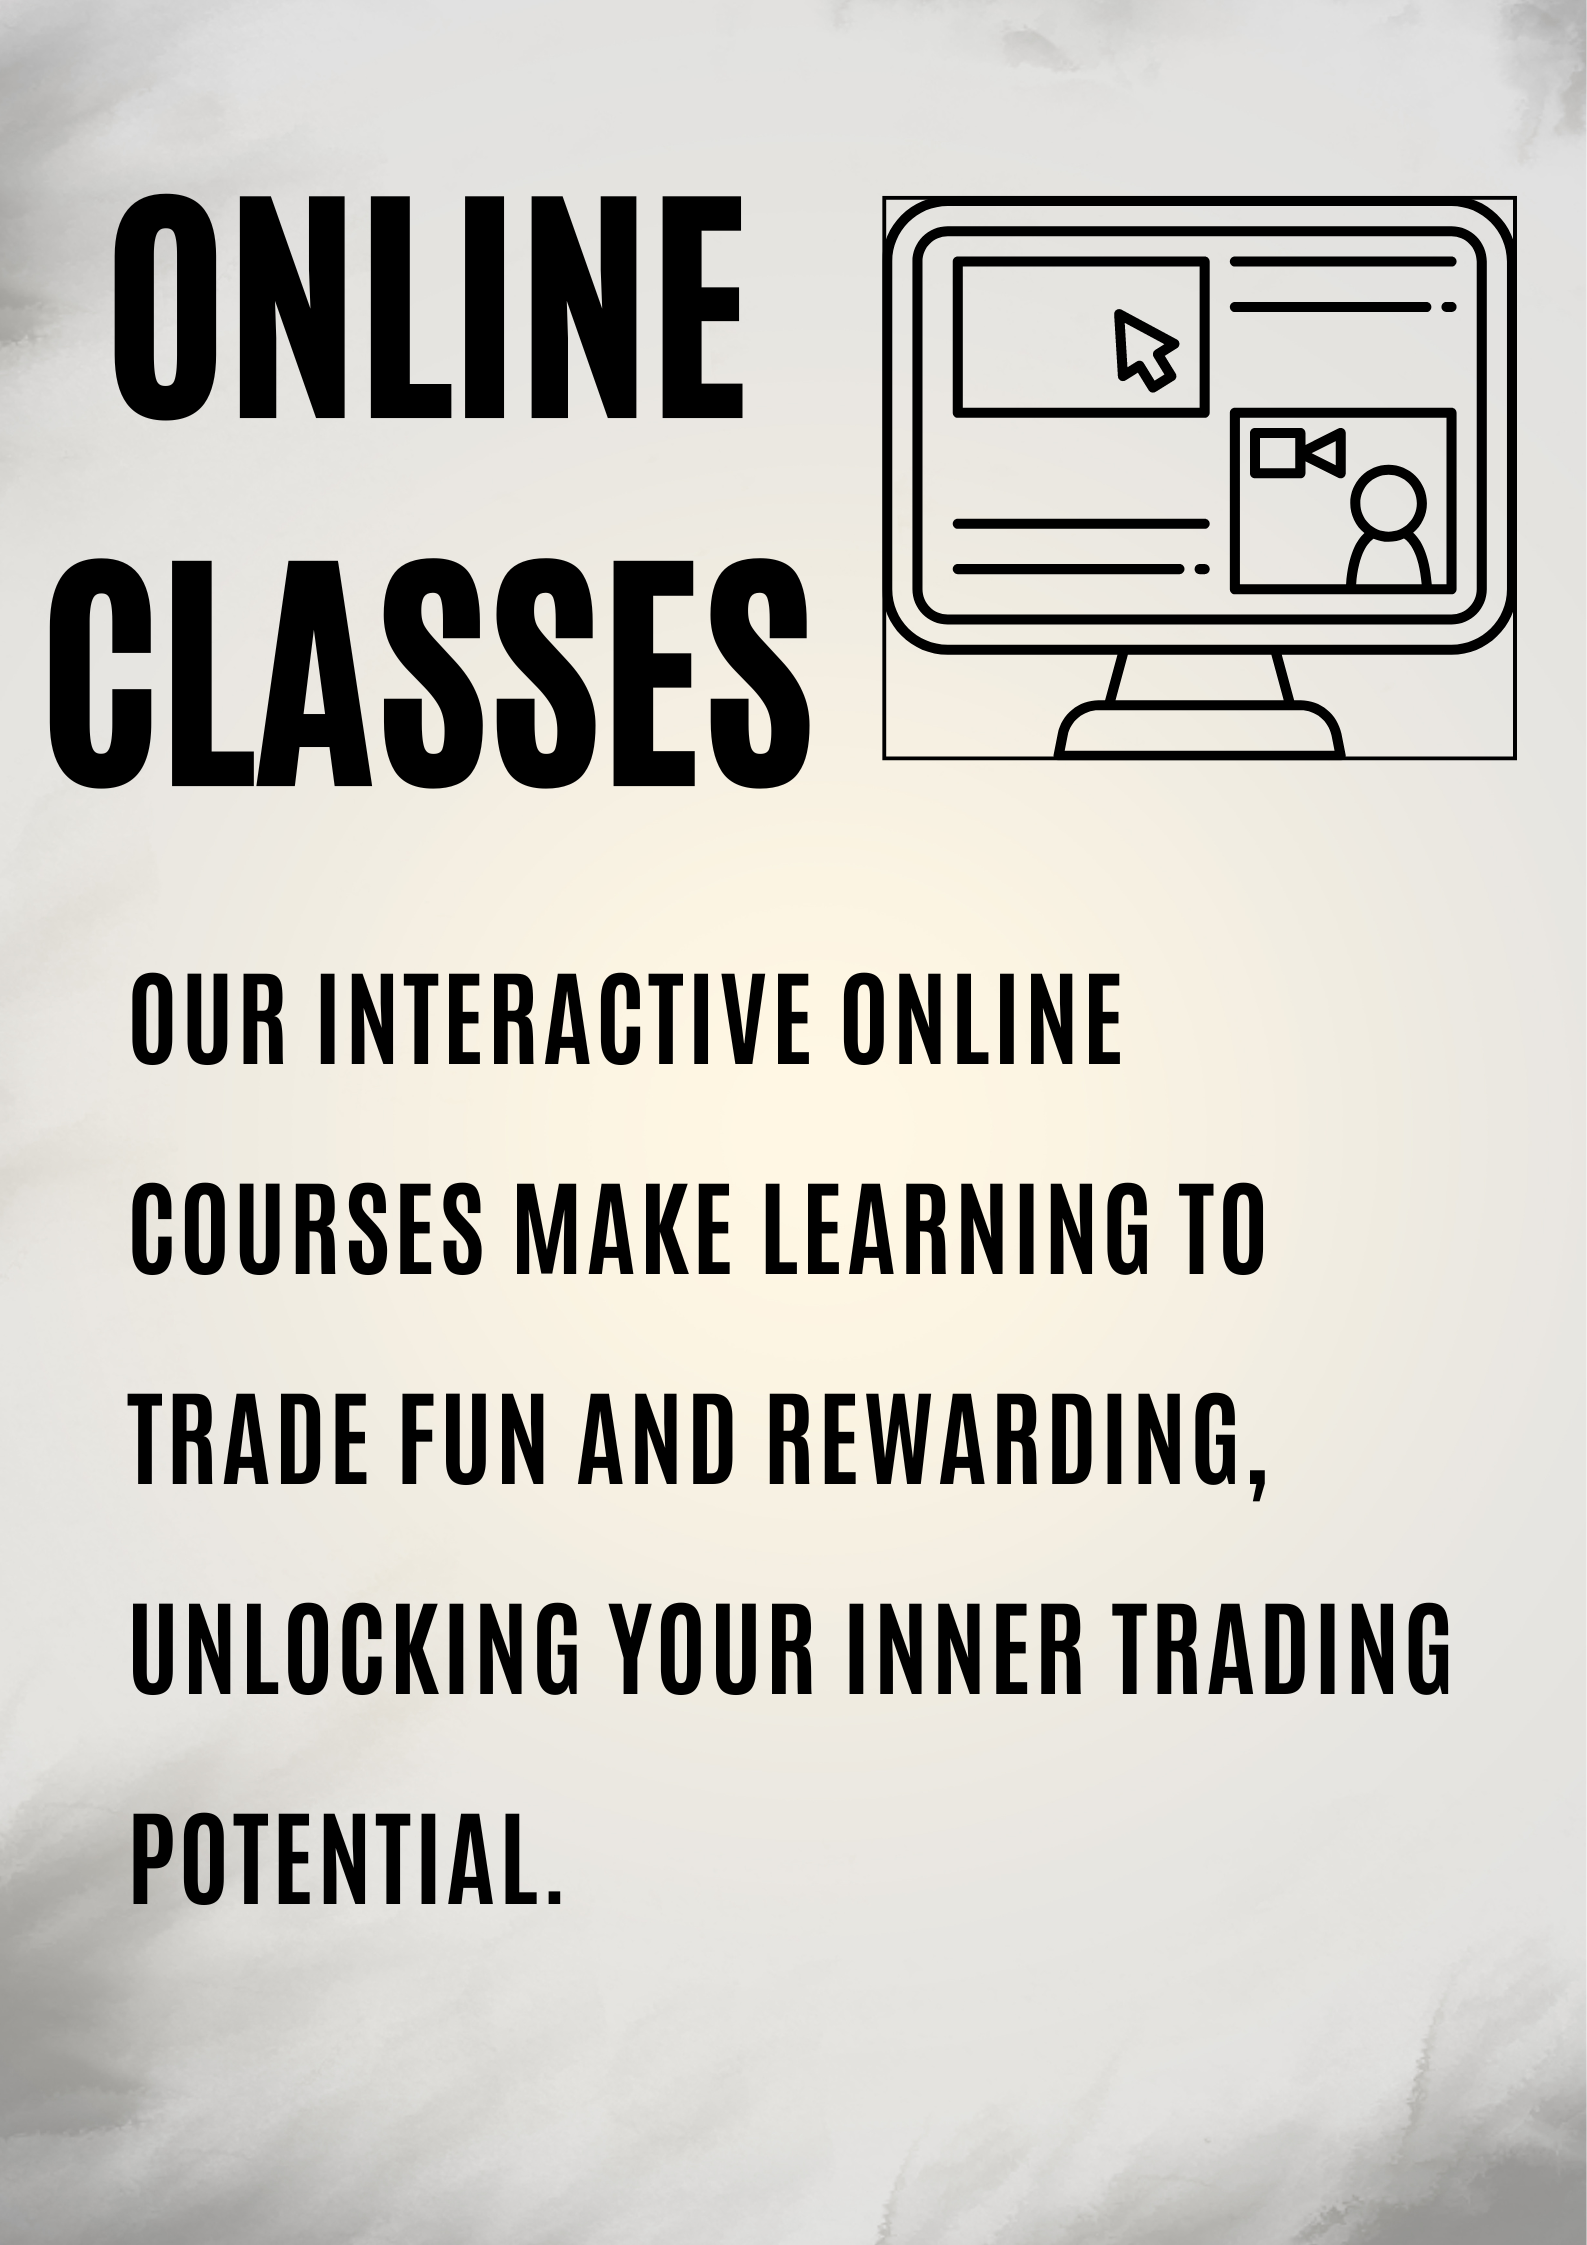 ONLINE
CLASSES
OUR INTERACTIVE ONLINE
COURSES MAKE LEARNING TO
TRADE FUN AND REWARDING,
UNLOCKING YOUR INNER TRADING
POTENTIAL.